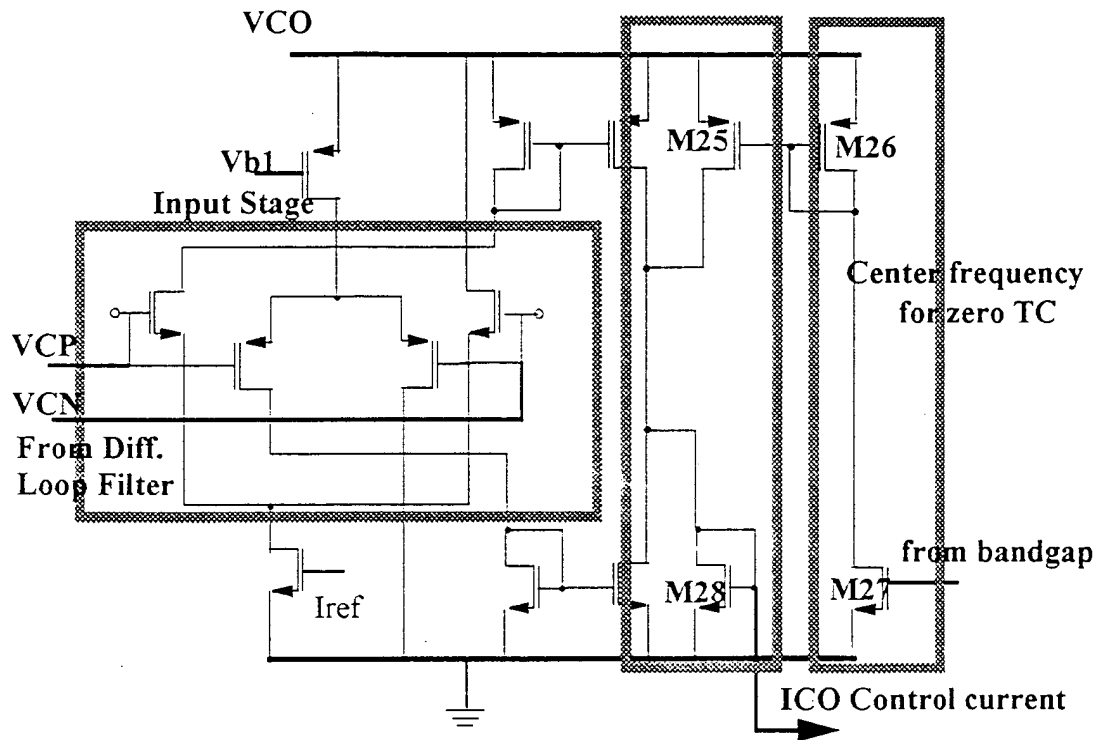 VCO
M25
M26
Vb1
Input Stage
Center frequency
for zero TC
VCP
VCN
From Diff.
Loop Filter
from bandgap
M28
M27
Iref
ICO Control current